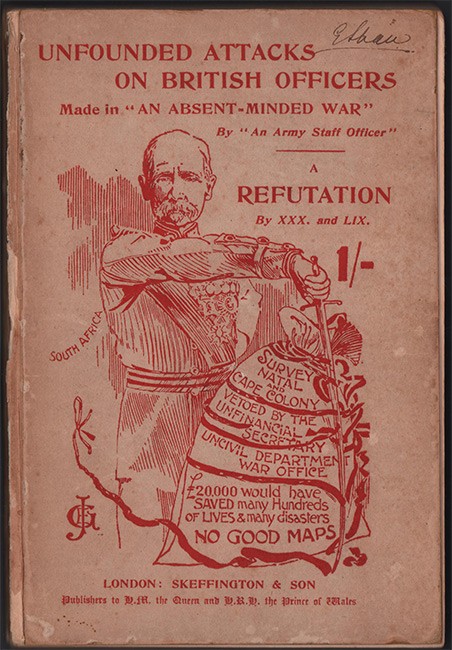 UNFOUNDED ATTACKS
ON BRITISH OFFICERS
Made in "AN ABSENT-MINDED WAR"
By "An Army Staff Officer"
A
REFUTATION
By XXX. and LIX.
1/-
SOUTH AFRICA
SURVEY
NATAL
AND
CAPE COLONY
VETOED BY THE
UNFINANCIAL
SECRETARY
UNCIVIL DEPARTMENT
WAR OFFICE
£20.000 would have
SAVED many Hundreds
OF LIVES & many disasters
NO GOOD MAPS
LONDON: SKEFFINGTON & SON
Publishers to H.M. the Queen and H.R.H. the Prince of Wales